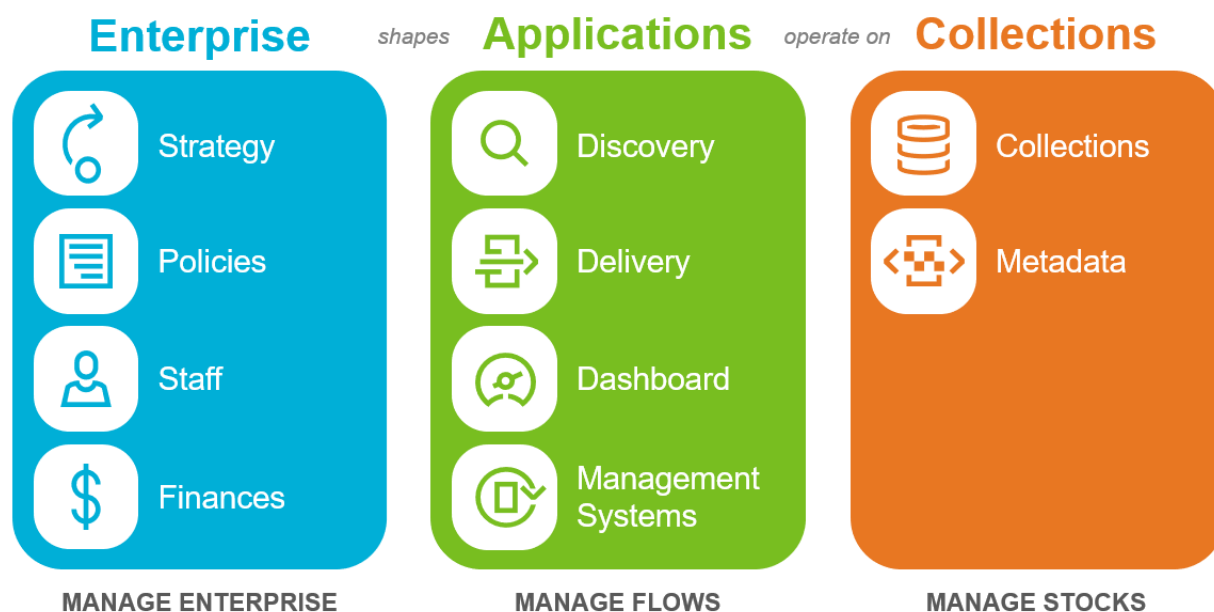 Enterprise shapes Applications operate on Collections
Strategy
Policies
Staff
Finances
Discovery
Delivery
Dashboard
Management
Systems
Collections
Metadata
MANAGE ENTERPRISE
MANAGE FLOWS
MANAGE STOCKS